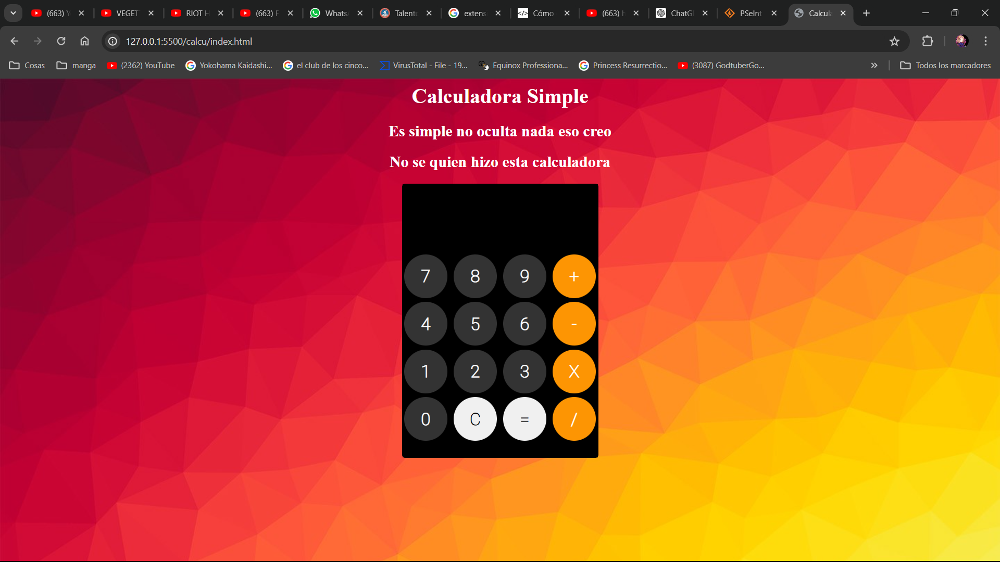 (663) Y
VEGET
RIOT H
(663) F
Whats
Talento
extens
Cómo
(663) h
ChatG
PSeInt
Calcula
127.0.0.1:5500/calcu/index.html
Cosas
manga
(2362) YouTube
Yokohama Kaidashi...
el club de los cinco...
VirusTotal - File - 19...
Equinox Professiona...
Princess Resurrectio...
(3087) GodtuberGo...
Todos los marcadores
Calculadora Simple
Es simple no oculta nada eso creo
No se quien hizo esta calculadora
7 8 9 +
4 5 6 -
1 2 3 X
0 C = /